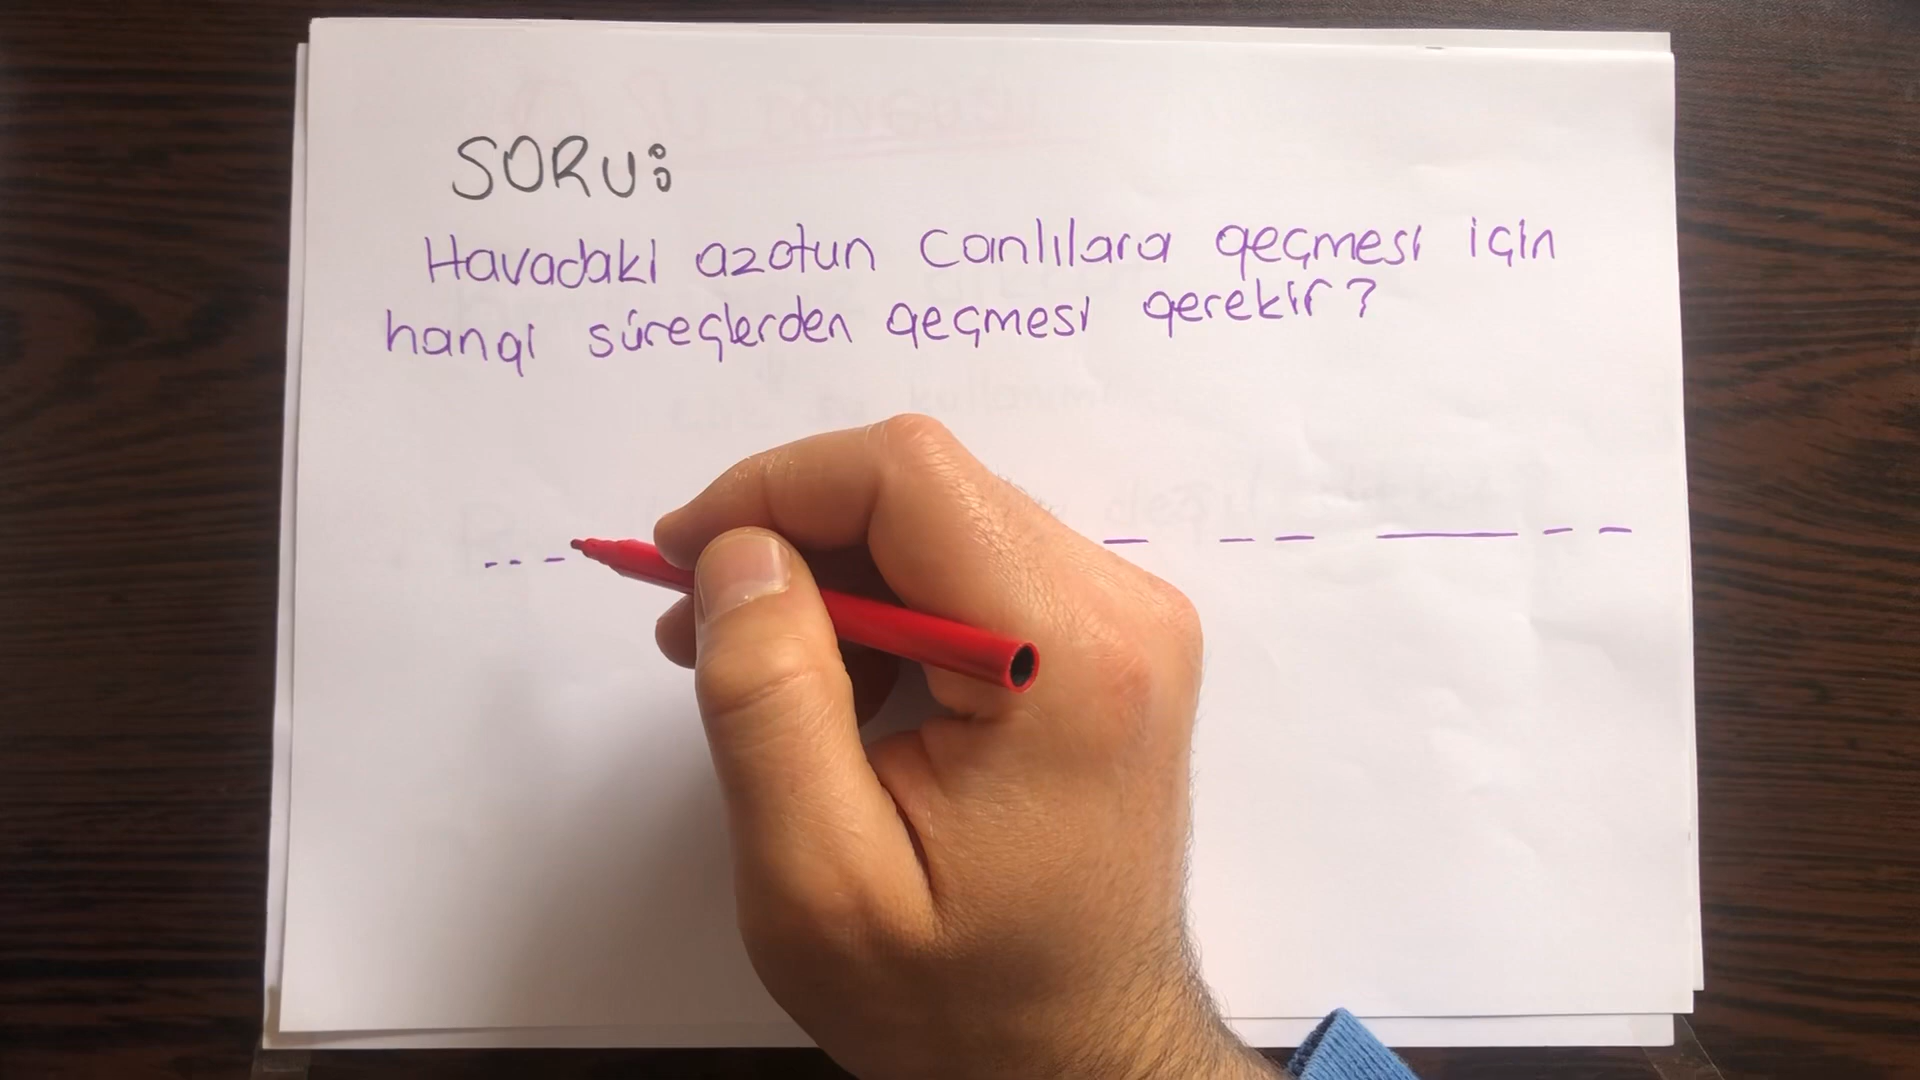 SORU:
Havadaki azotun canlılara geçmesi için
hangi süreçlerden geçmesi gerekir?